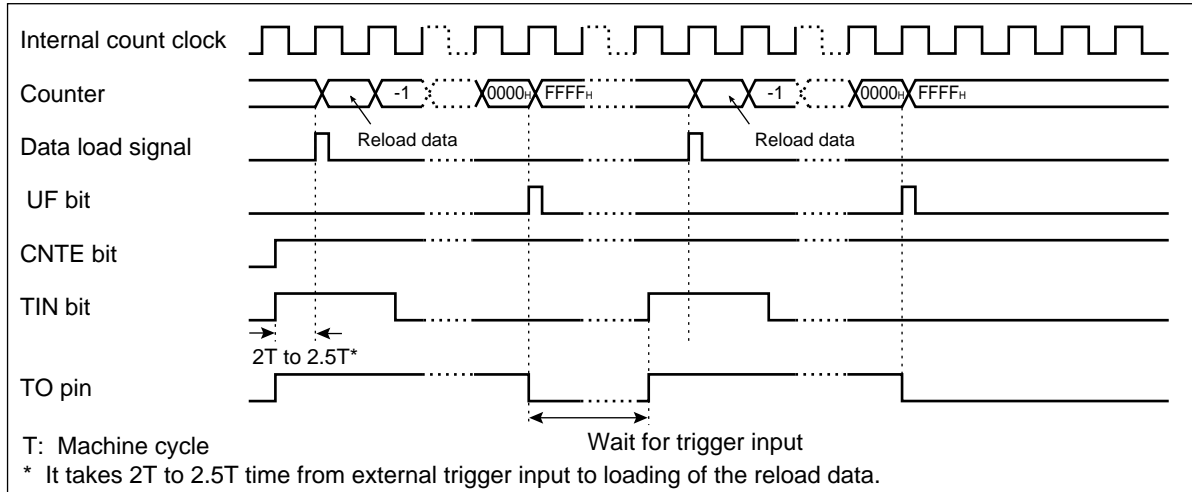 Internal count clock
Counter
-1
0000H
FFFFH
-1
0000H
FFFFH
Reload data
Reload data
Data load signal
UF bit
CNTE bit
TIN bit
2T to 2.5T*
TO pin
Wait for trigger input
T: Machine cycle
* It takes 2T to 2.5T time from external trigger input to loading of the reload data.